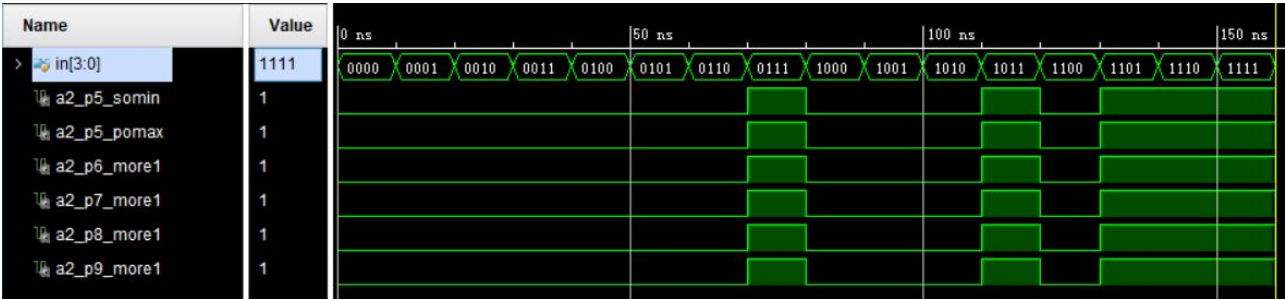 Name Value
0 ns 50 ns 100 ns 150 ns
in[3:0] 1111 0000 0001 0010 0011 0100 0101 0110 0111 1000 1001 1010 1011 1100 1101 1110 1111
a2_p5_somin 1
a2_p5_pomax 1
a2_p6_more1 1
a2_p7_more1 1
a2_p8_more1 1
a2_p9_more1 1